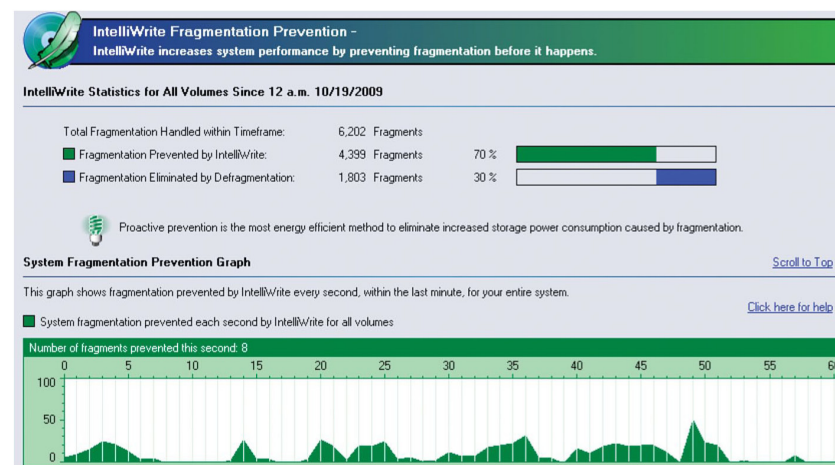 IntelliWrite Fragmentation Prevention -
IntelliWrite increases system performance by preventing fragmentation before it happens.
IntelliWrite Statistics for All Volumes Since 12 a.m. 10/19/2009
Total Fragmentation Handled within Timeframe: 6,202 Fragments
Fragmentation Prevented by IntelliWrite: 4,399 Fragments 70 %
Fragmentation Eliminated by Defragmentation: 1,803 Fragments 30 %
Proactive prevention is the most energy efficient method to eliminate increased storage power consumption caused by fragmentation.
System Fragmentation Prevention Graph Scroll to Top
This graph shows fragmentation prevented by IntelliWrite every second, within the last minute, for your entire system.
Click here for help
System fragmentation prevented each second by IntelliWrite for all volumes
Number of fragments prevented this second: 8
0 5 10 15 20 25 30 35 40 45 50 55
100
50
0